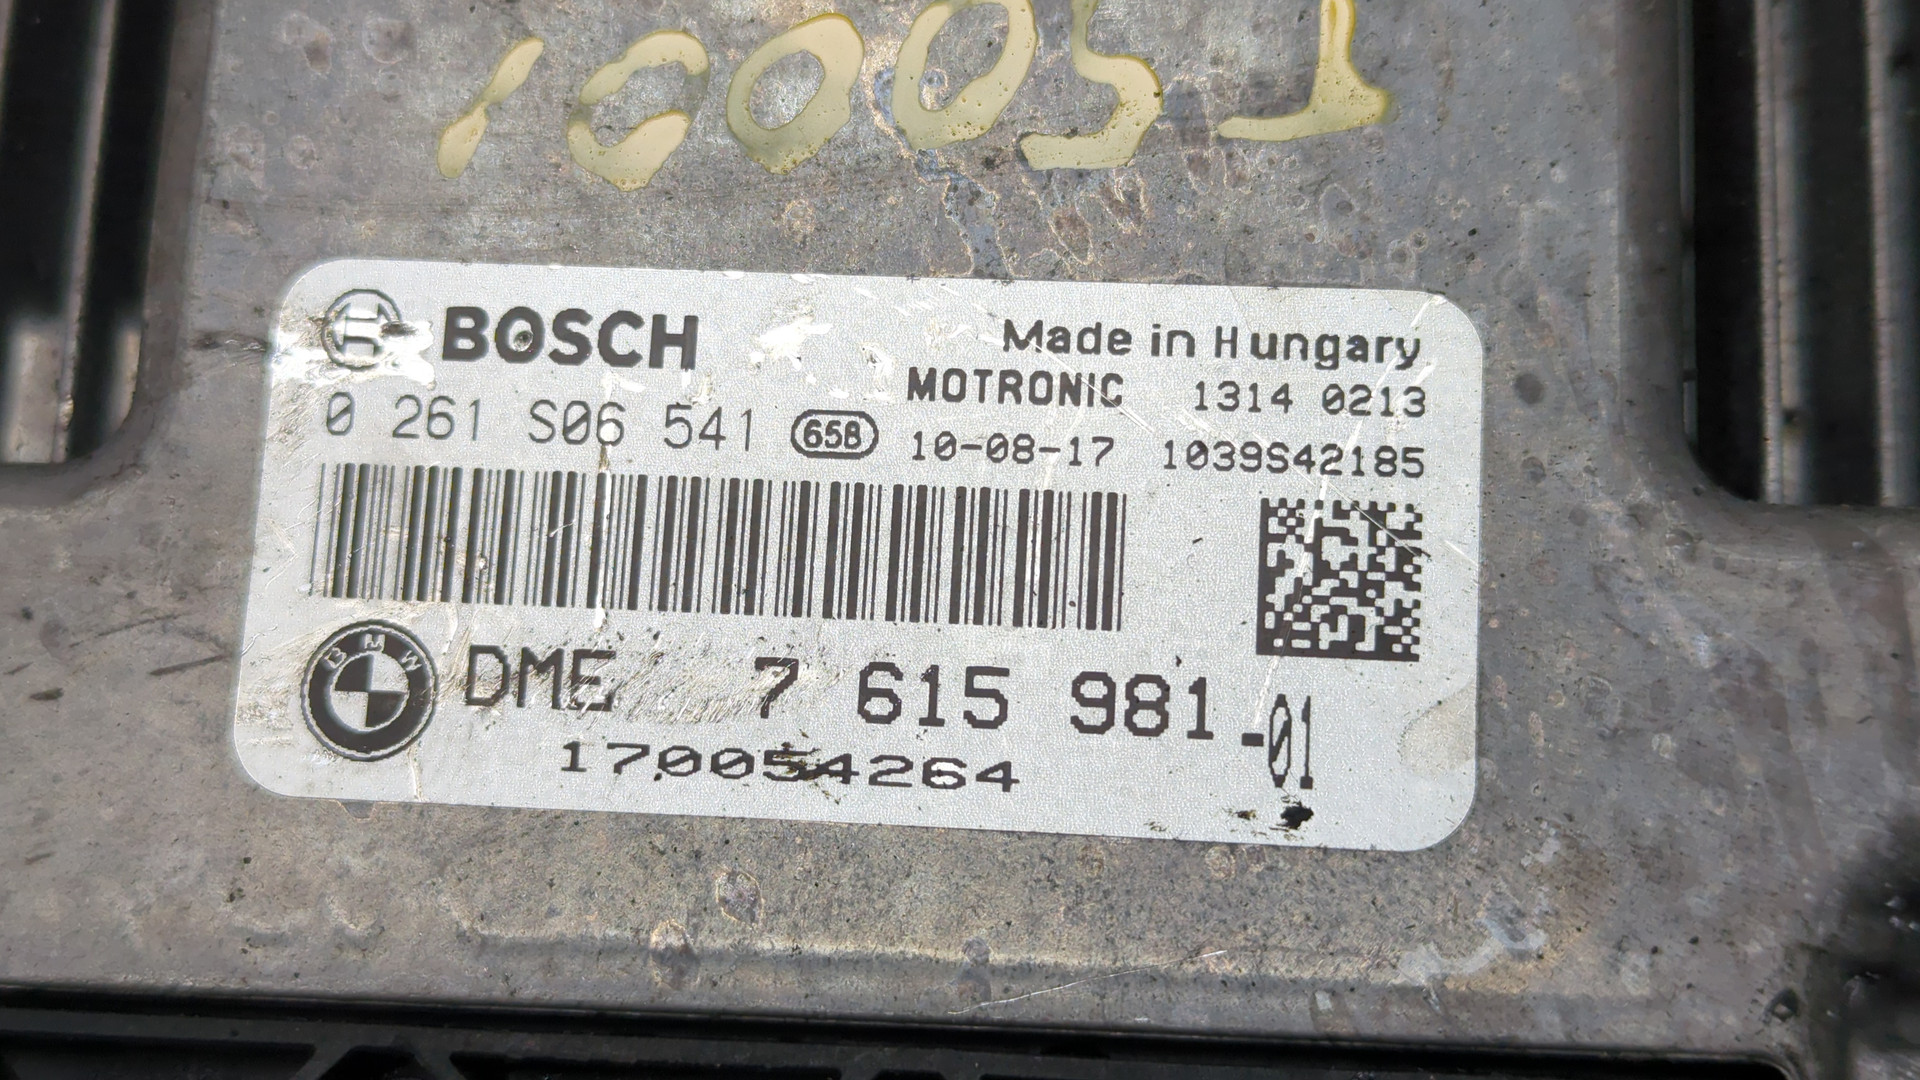 100051
BOSCH
Made in Hungary
MOTRONIC 1314 0213
0 261 S06 541 658 10-08-17 1039S42185
BMW
DME 7 615 981 -01
170054264